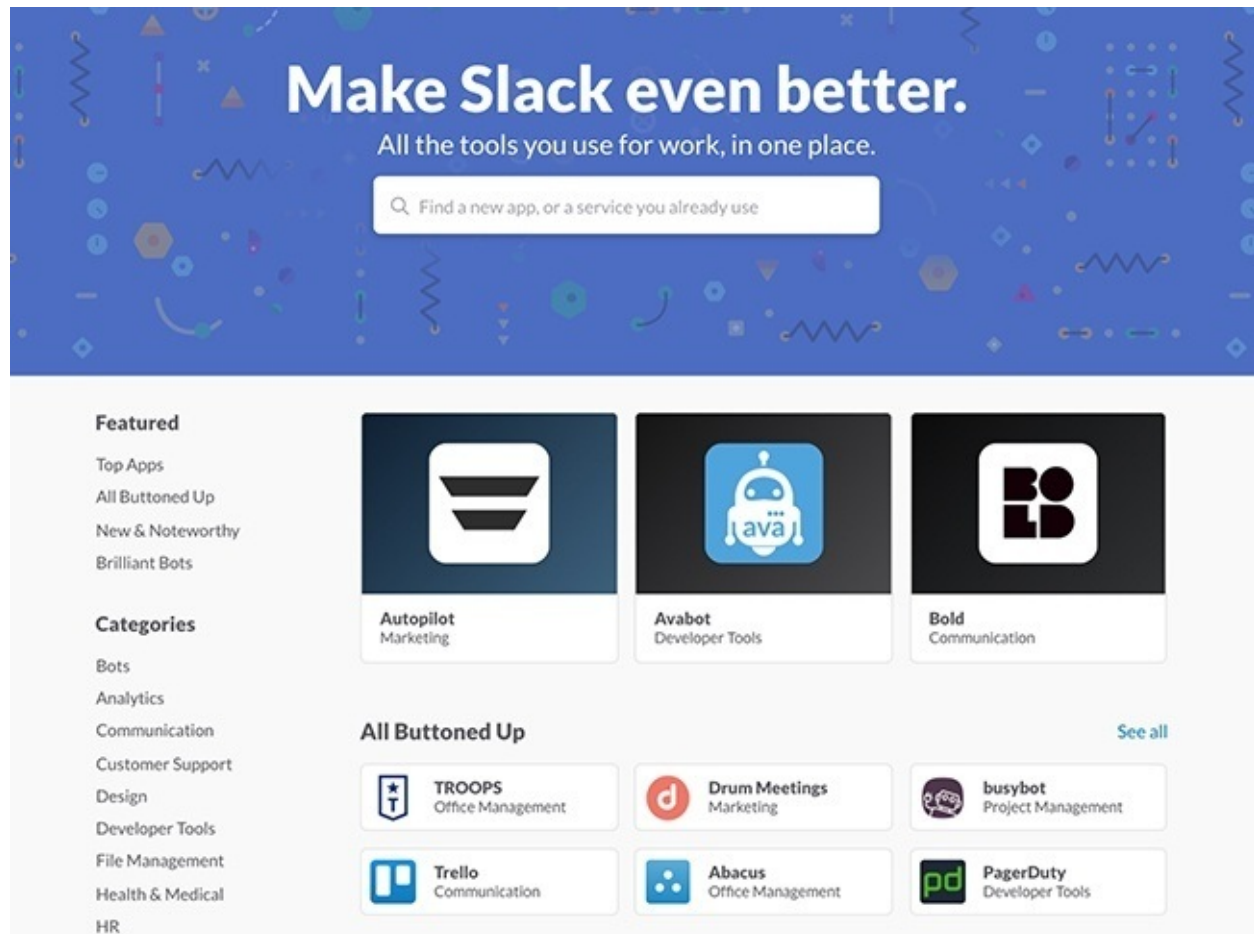 Make Slack even better.
All the tools you use for work, in one place.
Find a new app, or a service you already use
Featured
Top Apps
All Buttoned Up
New & Noteworthy
Brilliant Bots
Categories
Bots
Analytics
Communication
Customer Support
Design
Developer Tools
File Management
Health & Medical
HR
ava
BOLD
Autopilot
Marketing
Avabot
Developer Tools
Bold
Communication
All Buttoned Up
See all
T
TROOPS
Office Management
d
Drum Meetings
Marketing
busybot
Project Management
Trello
Communication
Abacus
Office Management
pd
PagerDuty
Developer Tools